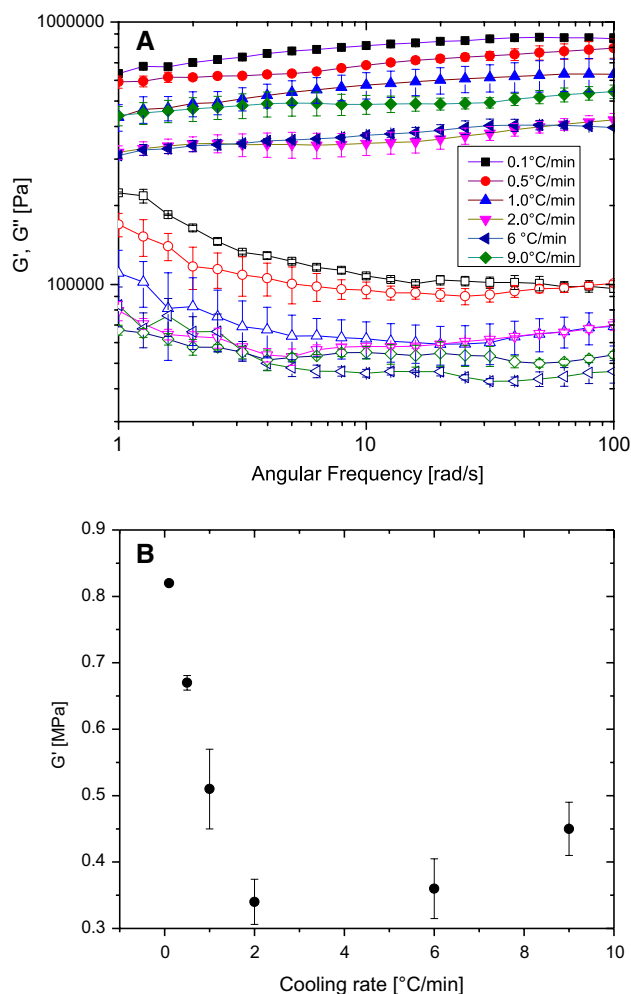 A
1000000
100000
G', G" [Pa]
0.1°C/min
0.5°C/min
1.0°C/min
2.0°C/min
6 °C/min
9.0°C/min
1 10 100
Angular Frequency [rad/s]
B
0.9
0.8
0.7
0.6
0.5
0.4
0.3
G' [MPa]
0 2 4 6 8 10
Cooling rate [°C/min]